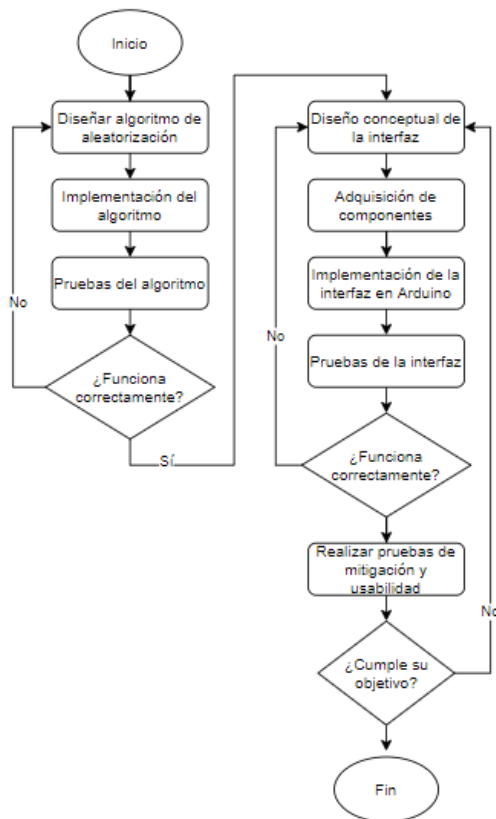 Inicio
Diseñar algoritmo de
aleatorización
Implementación del
algoritmo
Pruebas del algoritmo
No
¿Funciona
correctamente?
Sí
Diseño conceptual de
la interfaz
Adquisición de
componentes
Implementación de la
interfaz en Arduino
No
Pruebas de la interfaz
¿Funciona
correctamente?
Realizar pruebas de
mitigación y
usabilidad
No
¿Cumple su
objetivo?
Fin